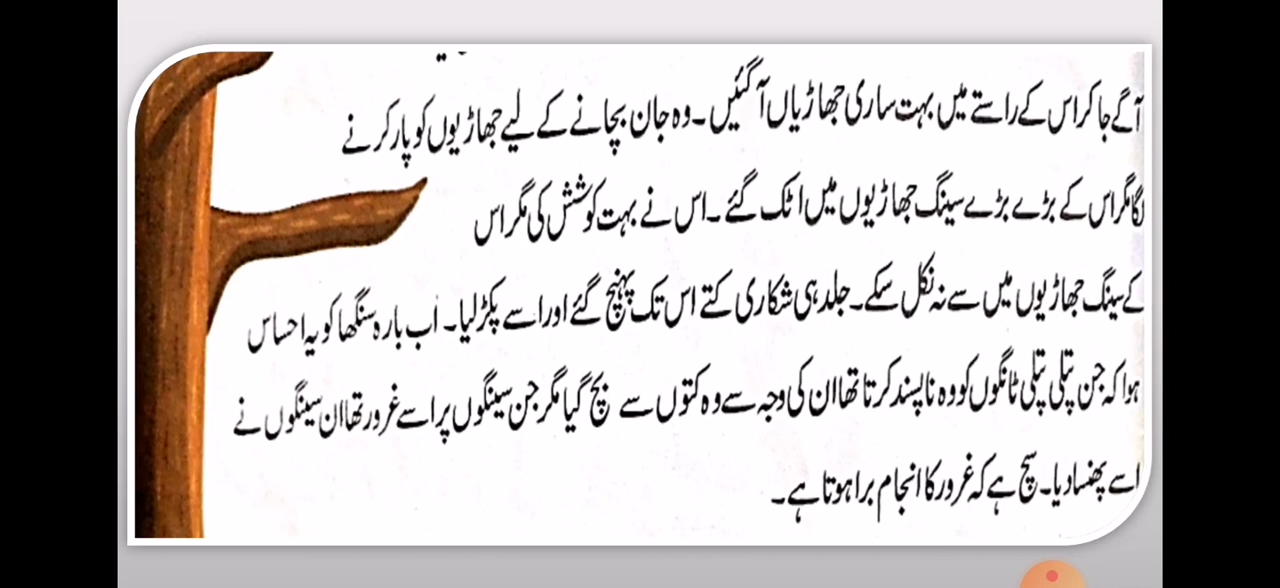 آگے جا کر اس کے راستے میں بہت ساری جھاڑیاں آ گئیں۔ وہ جان بچانے کے لیے جھاڑیوں کو پار کرنے
لگا مگر اس کے بڑے بڑے سینگ جھاڑیوں میں اٹک گئے۔ اس نے بہت کوشش کی مگر اس
کے سینگ جھاڑیوں میں سے نہ نکل سکے۔ جلد ہی شکاری کتے اس تک پہنچ گئے اور اسے پکڑ لیا۔ اب بارہ سنگھا کو یہ احساس
ہوا کہ جن پتلی پتلی ٹانگوں کو وہ نا پسند کرتا تھا ان کی وجہ سے وہ کتوں سے بچ گیا مگر جن سینگوں پر اسے غرور تھا ان سینگوں نے
اسے پھنسا دیا۔ سچ ہے کہ غرور کا انجام برا ہوتا ہے۔